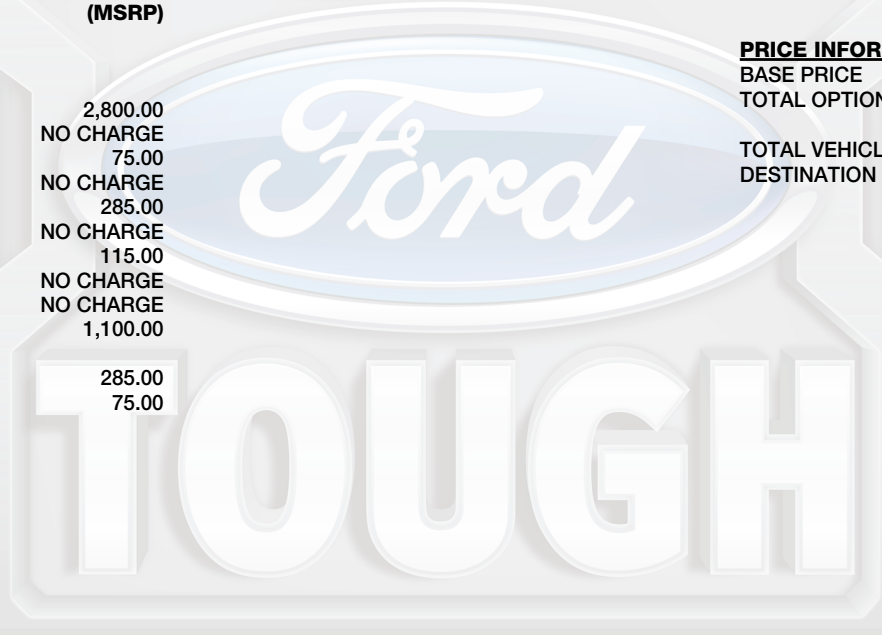 (MSRP)
2,800.00
NO CHARGE
75.00
NO CHARGE
285.00
NO CHARGE
115.00
NO CHARGE
NO CHARGE
1,100.00
285.00
75.00
PRICE INFOR
BASE PRICE
TOTAL OPTION
TOTAL VEHICL
DESTINATION
Ford
TOUGH